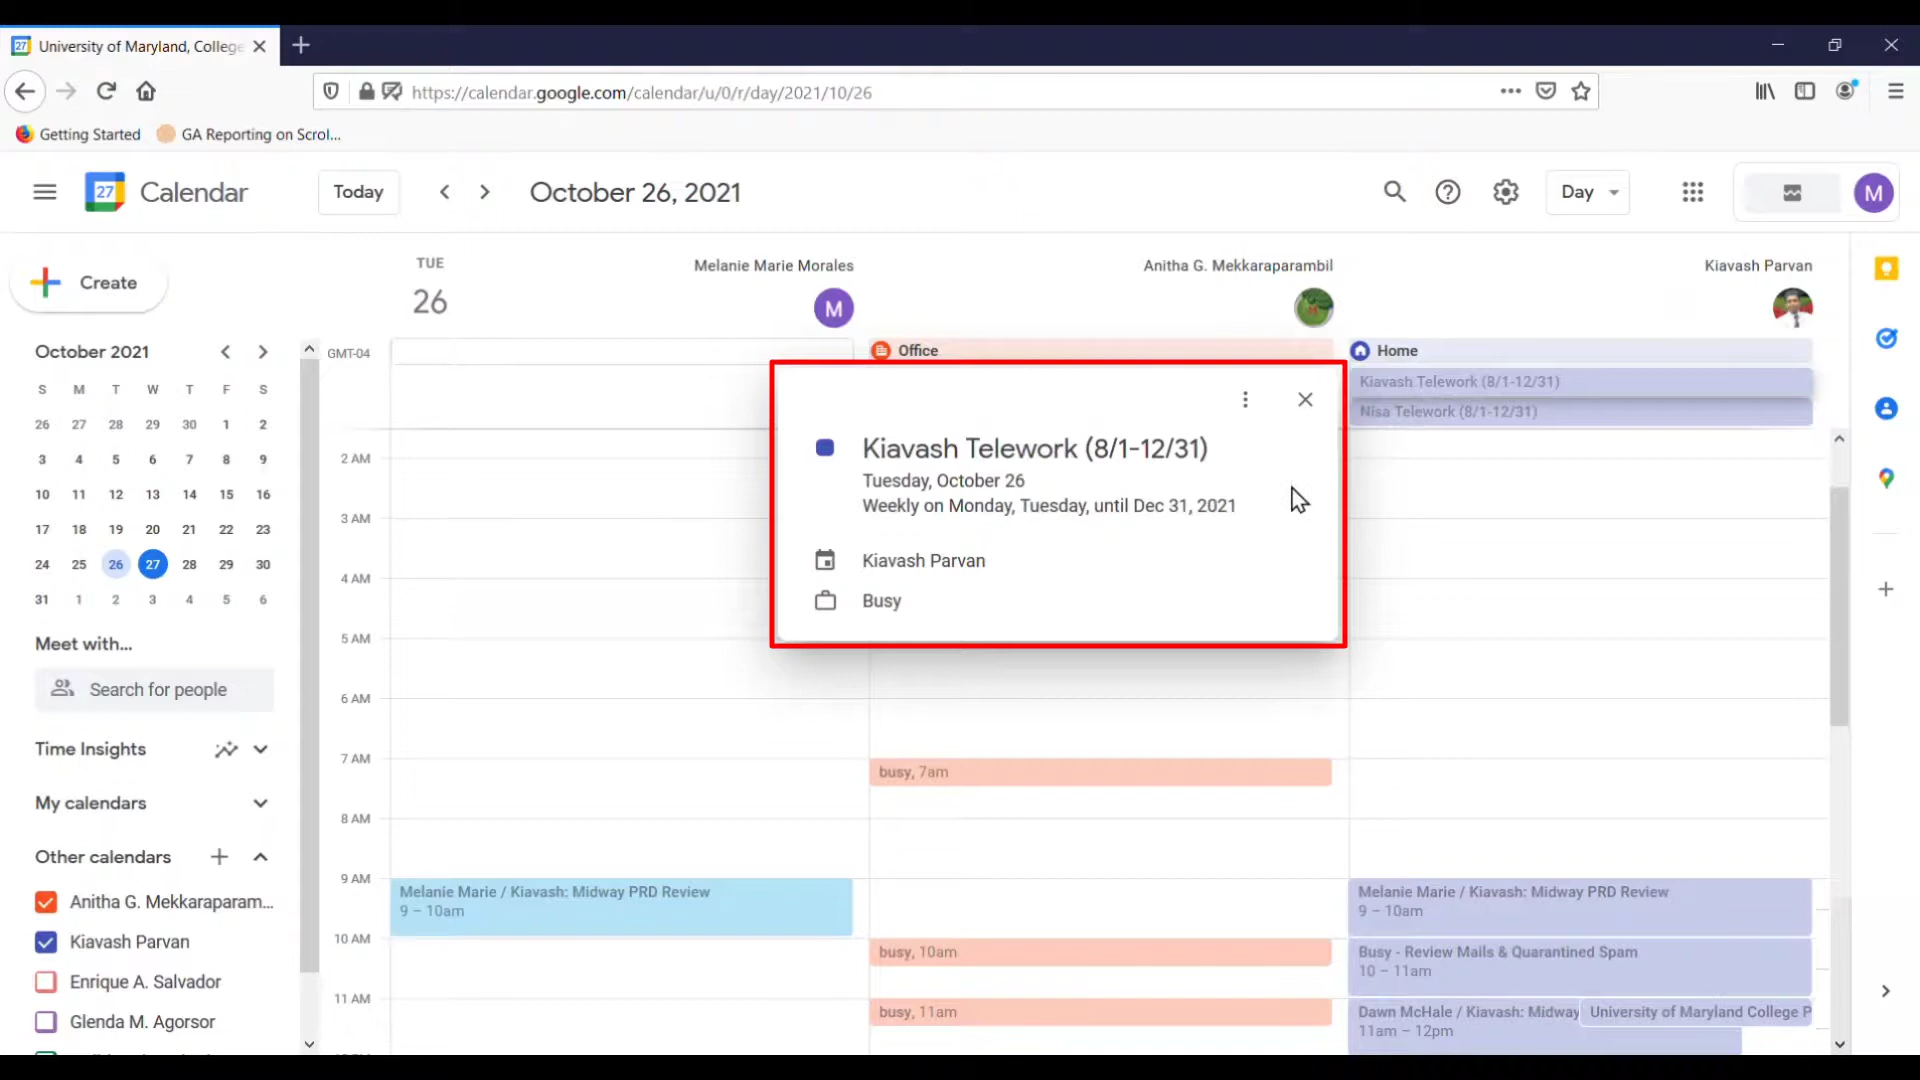 University of Maryland, College
https://calendar.google.com/calendar/u/0/r/day/2021/10/26
Getting Started
GA Reporting on Scrol...
27
Calendar
Today
October 26, 2021
Day
M
Create
TUE
26
Melanie Marie Morales
M
Anitha G. Mekkaraparambil
Kiavash Parvan
October 2021
S M T W T F S
26 27 28 29 30 1 2
3 4 5 6 7 8 9
10 11 12 13 14 15 16
17 18 19 20 21 22 23
24 25 26 27 28 29 30
31 1 2 3 4 5 6
Meet with...
Search for people
Time Insights
My calendars
Other calendars
Anitha G. Mekkaraparam...
Kiavash Parvan
Enrique A. Salvador
Glenda M. Agorsor
GMT-04
Office
Home
Kiavash Telework (8/1-12/31)
Nisa Telework (8/1-12/31)
Kiavash Telework (8/1-12/31)
Tuesday, October 26
Weekly on Monday, Tuesday, until Dec 31, 2021
Kiavash Parvan
Busy
2 AM
3 AM
4 AM
5 AM
6 AM
7 AM
busy, 7am
8 AM
9 AM
Melanie Marie / Kiavash: Midway PRD Review
9 – 10am
Melanie Marie / Kiavash: Midway PRD Review
9 – 10am
10 AM
busy, 10am
Busy - Review Mails & Quarantined Spam
10 – 11am
11 AM
busy, 11am
Dawn McHale / Kiavash: Midway
11am – 12pm
University of Maryland College P